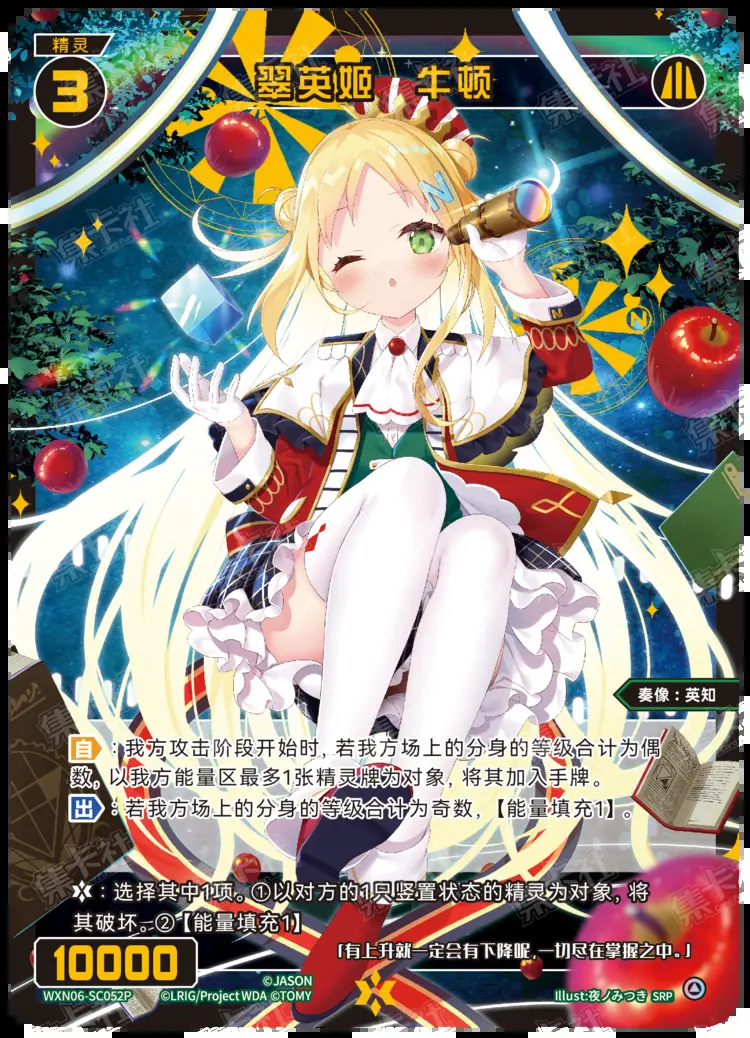 精灵
3
翠英姬 牛顿
N
N
N
奏像：英知
自：我方攻击阶段开始时，若我方场上的分身的等级合计为偶
数，以我方能量区最多1张精灵牌为对象，将其加入手牌。
出：若我方场上的分身的等级合计为奇数，【能量填充1】。
：选择其中1项。①以对方的1只竖置状态的精灵为对象，将
其破坏。②【能量填充1】
10000
「有上升就一定会有下降呢，一切尽在掌握之中。」
©JASON
WXN06-SC052P ©LRIG/Project WDA ©TOMY
Illust:夜ノみつき SRP
集卡社